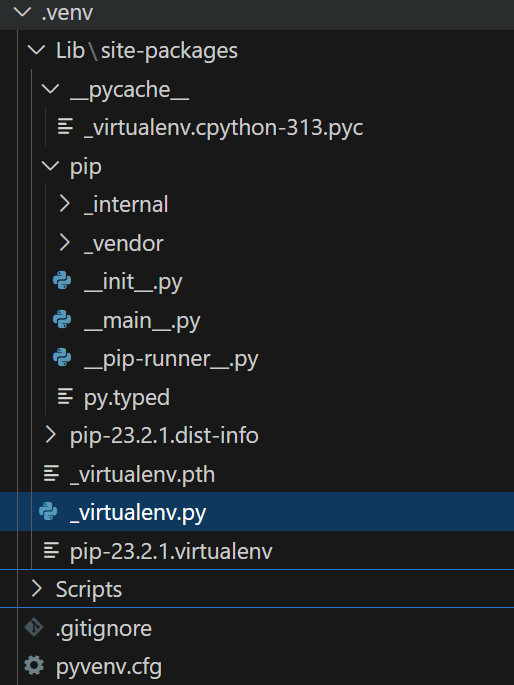 .venv
Lib\site-packages
__pycache__
_virtualenv.cpython-313.pyc
pip
_internal
_vendor
__init__.py
__main__.py
__pip-runner__.py
py.typed
pip-23.2.1.dist-info
_virtualenv.pth
_virtualenv.py
pip-23.2.1.virtualenv
Scripts
.gitignore
pyvenv.cfg